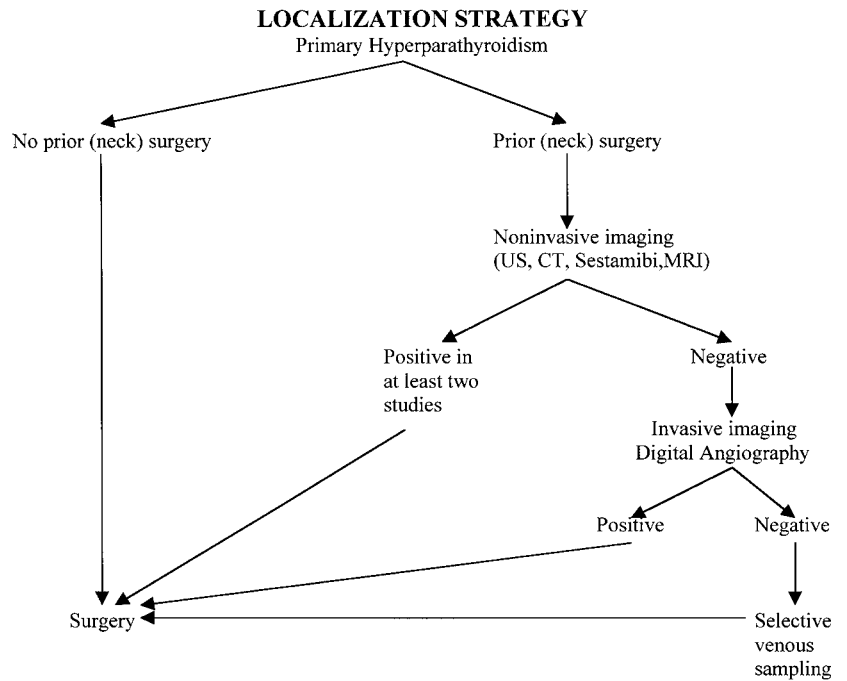 LOCALIZATION STRATEGY
Primary Hyperparathyroidism
No prior (neck) surgery
Prior (neck) surgery
Noninvasive imaging
(US, CT, Sestamibi,MRI)
Positive in
at least two
studies
Negative
Invasive imaging
Digital Angiography
Positive
Negative
Surgery
Selective
venous
sampling